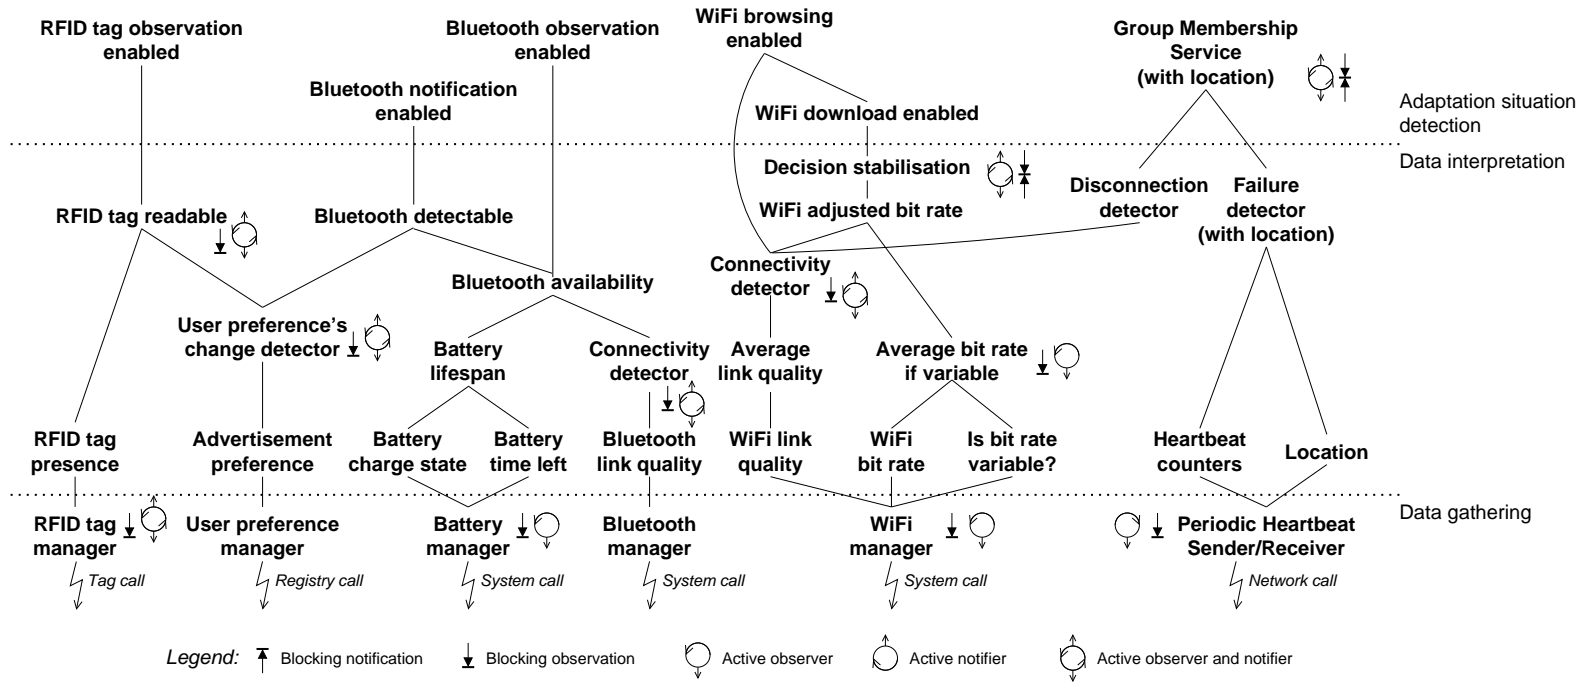 RFID tag observation
enabled
Bluetooth observation
enabled
WiFi browsing
enabled
Group Membership
Service
(with location)
Bluetooth notification
enabled
WiFi download enabled
Adaptation situation
detection
Decision stabilisation
Data interpretation
RFID tag readable
Bluetooth detectable
WiFi adjusted bit rate
Disconnection
detector
Failure
detector
(with location)
Bluetooth availability
Connectivity
detector
User preference's
change detector
Battery
lifespan
Connectivity
detector
Average
link quality
Average bit rate
if variable
RFID tag
presence
Advertisement
preference
Battery
charge state
Battery
time left
Bluetooth
link quality
WiFi link
quality
WiFi
bit rate
Is bit rate
variable?
Heartbeat
counters
Location
Data gathering
RFID tag
manager
User preference
manager
Battery
manager
Bluetooth
manager
WiFi
manager
Periodic Heartbeat
Sender/Receiver
Tag call
Registry call
System call
System call
System call
Network call
Legend:
Blocking notification
Blocking observation
Active observer
Active notifier
Active observer and notifier